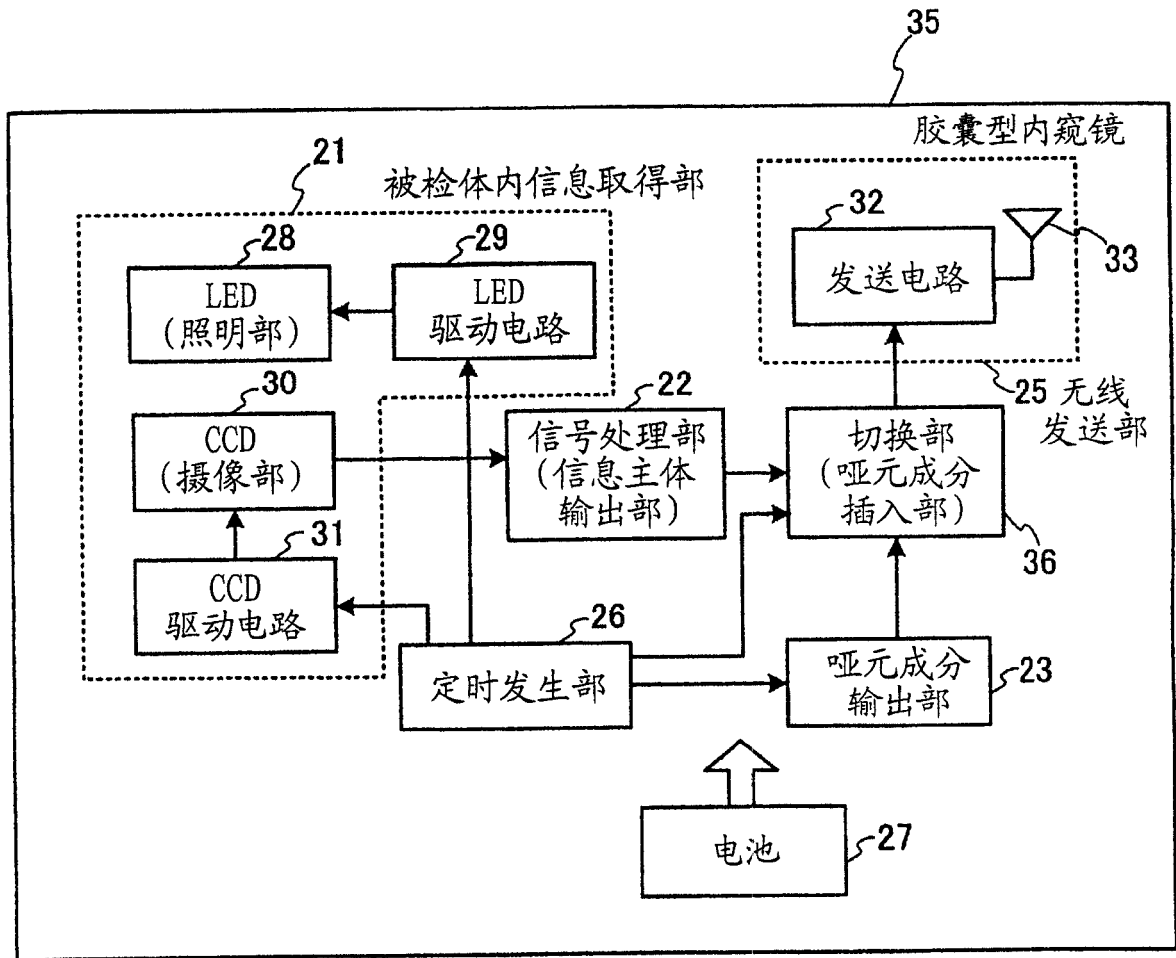 35
胶囊型内窥镜
21
被检体内信息取得部
28
LED
(照明部)
29
LED
驱动电路
32
发送电路
33
25 无线
发送部
30
CCD
(摄像部)
22
信号处理部
(信息主体
输出部)
切换部
(哑元成分
插入部)
36
31
CCD
驱动电路
26
定时发生部
哑元成分
输出部
23
电池
27